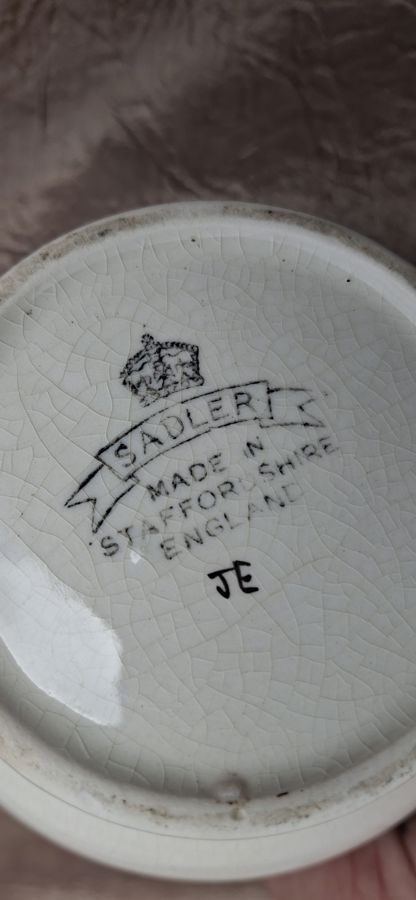 SADLER
MADE IN
STAFFORDSHIRE
ENGLAND
JE